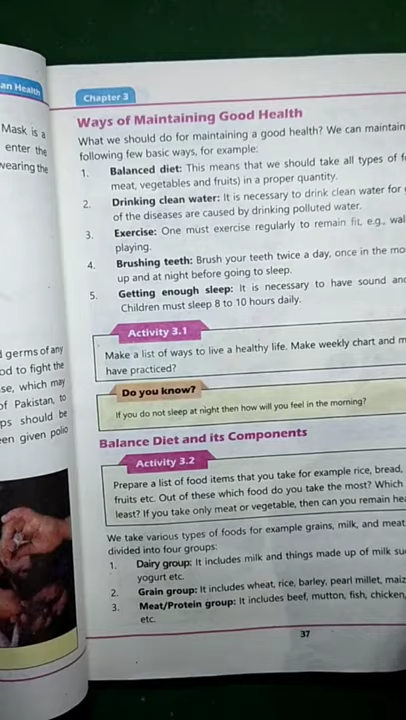 an Health
Mask is a
enter the
wearing the
germs of any
od to fight the
se, which may
of Pakistan, to
ps should be
en given polio
Chapter 3
Ways of Maintaining Good Health
What we should do for maintaining a good health? We can maintain
following few basic ways, for example:
1. Balanced diet: This means that we should take all types of f
meat, vegetables and fruits) in a proper quantity.
2. Drinking clean water: It is necessary to drink clean water for
of the diseases are caused by drinking polluted water.
3. Exercise: One must exercise regularly to remain fit, e.g., wal
playing.
4. Brushing teeth: Brush your teeth twice a day, once in the mo
up and at night before going to sleep.
5. Getting enough sleep: It is necessary to have sound an
Children must sleep 8 to 10 hours daily.
Activity 3.1
Make a list of ways to live a healthy life. Make weekly chart and m
have practiced?
Do you know?
If you do not sleep at night then how will you feel in the morning?
Balance Diet and its Components
Activity 3.2
Prepare a list of food items that you take for example rice, bread,
fruits etc. Out of these which food do you take the most? Which
least? If you take only meat or vegetable, then can you remain hea
We take various types of foods for example grains, milk, and meat
divided into four groups:
1. Dairy group: It includes milk and things made up of milk su
yogurt etc.
2. Grain group: It includes wheat, rice, barley, pearl millet, maiz
3. Meat/Protein group: It includes beef, mutton, fish, chicken,
etc.
37